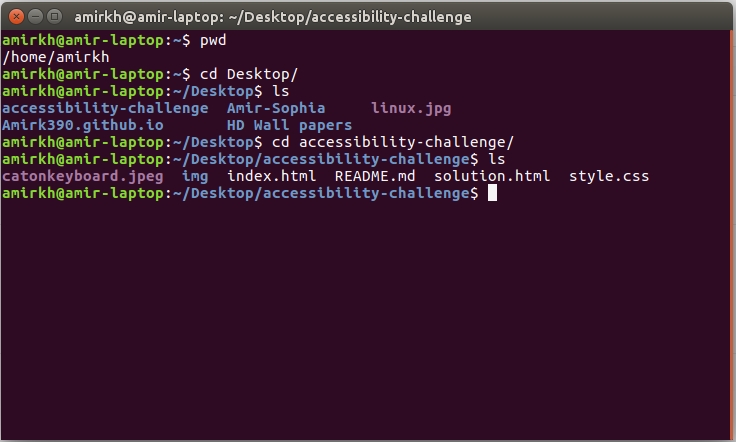 amirkh@amir-laptop: ~/Desktop/accessibility-challenge
amirkh@amir-laptop:~$ pwd
/home/amirkh
amirkh@amir-laptop:~$ cd Desktop/
amirkh@amir-laptop:~/Desktop$ ls
accessibility-challenge  Amir-Sophia     linux.jpg
Amirk390.github.io       HD Wall papers
amirkh@amir-laptop:~/Desktop$ cd accessibility-challenge/
amirkh@amir-laptop:~/Desktop/accessibility-challenge$ ls
catonkeyboard.jpeg  img  index.html  README.md  solution.html  style.css
amirkh@amir-laptop:~/Desktop/accessibility-challenge$